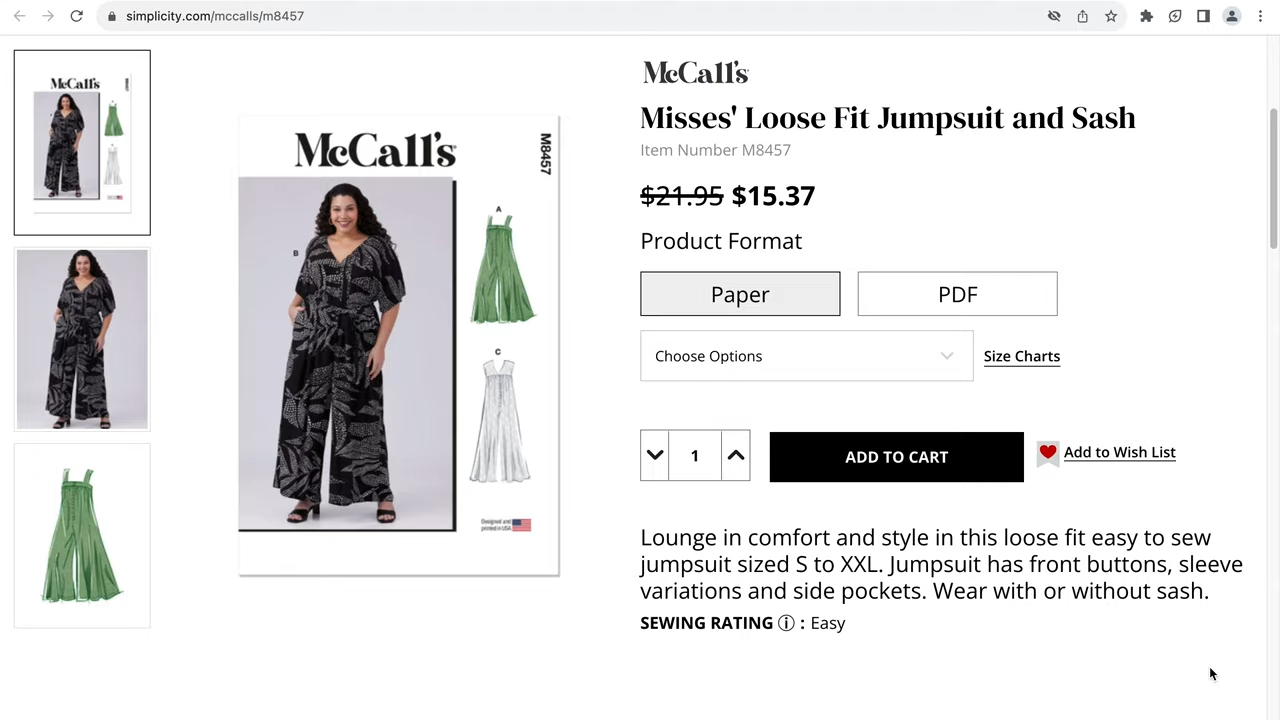 simplicity.com/mccalls/m8457
McCall's
M8457
B
A
C
McCall's
M8457
B
A
C
Designed and
printed in USA
McCall's
Misses' Loose Fit Jumpsuit and Sash
Item Number M8457
$21.95 $15.37
Product Format
Paper PDF
Choose Options Size Charts
1 ADD TO CART Add to Wish List
Lounge in comfort and style in this loose fit easy to sew
jumpsuit sized S to XXL. Jumpsuit has front buttons, sleeve
variations and side pockets. Wear with or without sash.
SEWING RATING ⓘ : Easy